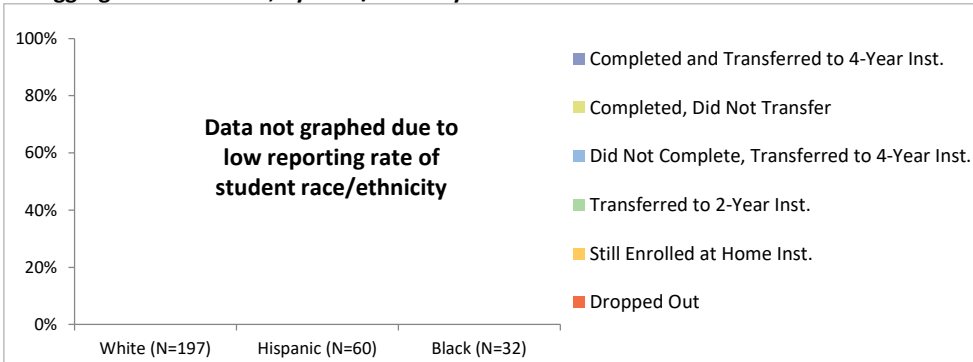 100%
80%
60%
40%
20%
0%
Data not graphed due to
low reporting rate of
student race/ethnicity
White (N=197) Hispanic (N=60) Black (N=32)
Completed and Transferred to 4-Year Inst.
Completed, Did Not Transfer
Did Not Complete, Transferred to 4-Year Inst.
Transferred to 2-Year Inst.
Still Enrolled at Home Inst.
Dropped Out